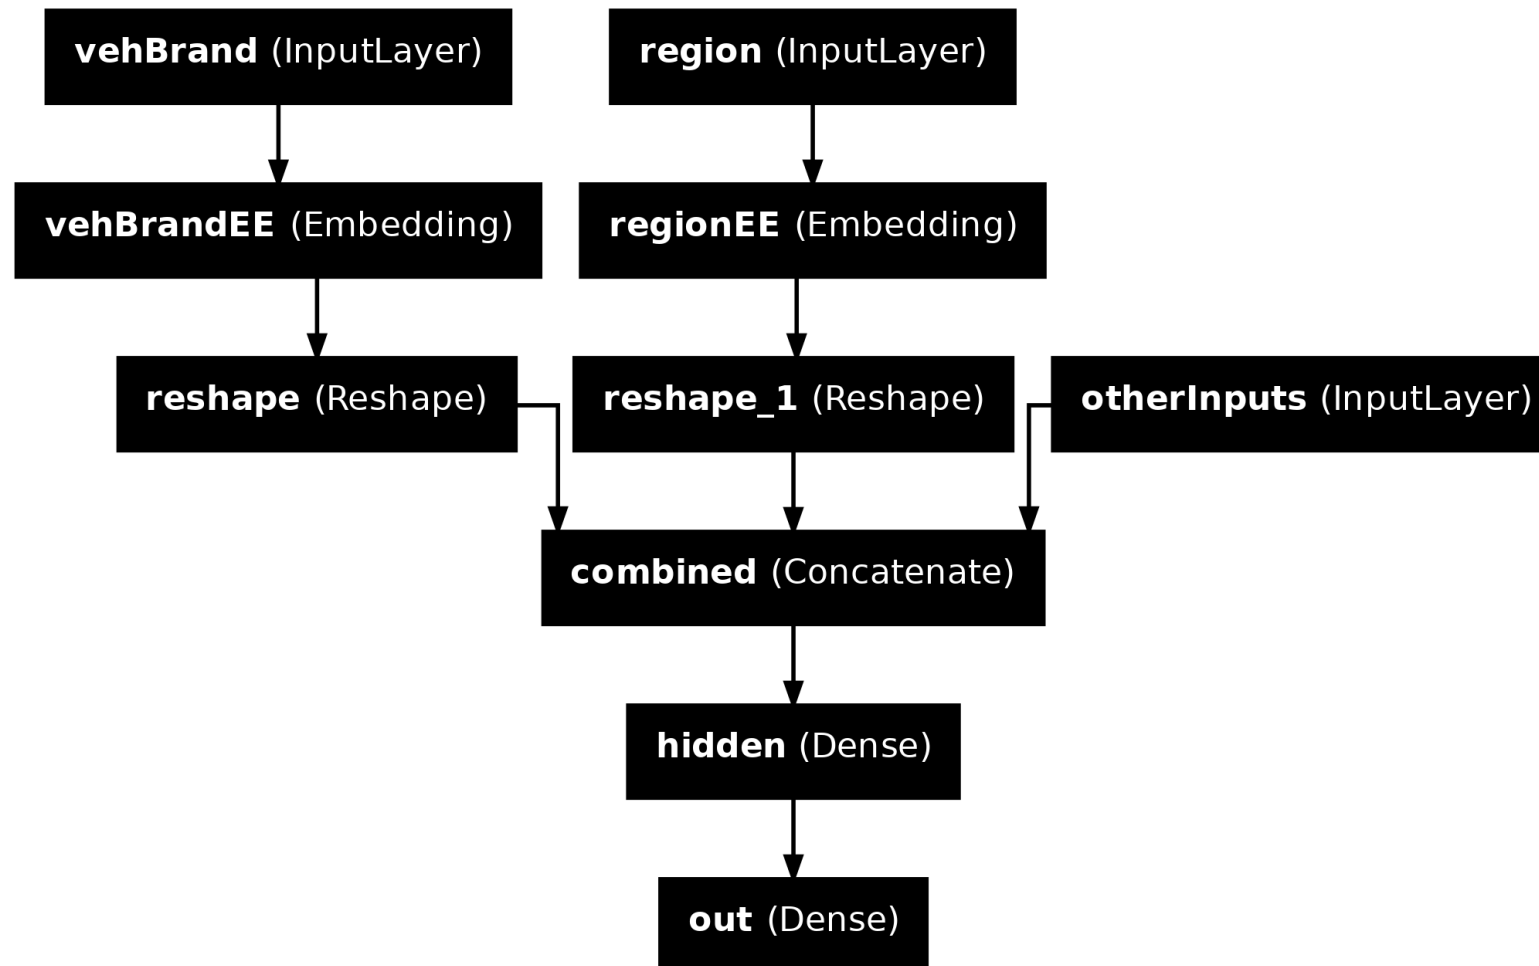 vehBrand (InputLayer)
region (InputLayer)
vehBrandEE (Embedding)
regionEE (Embedding)
reshape (Reshape)
reshape_1 (Reshape)
otherInputs (InputLayer)
combined (Concatenate)
hidden (Dense)
out (Dense)